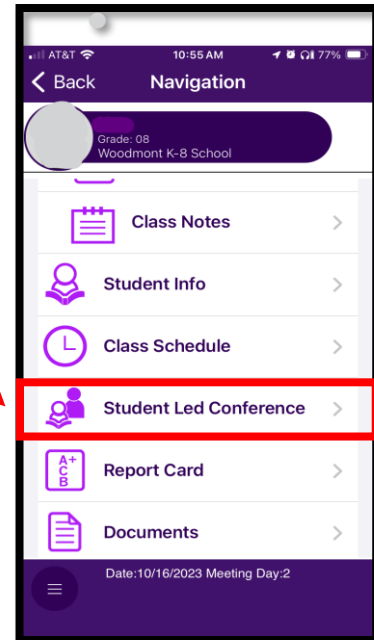 AT&T 10:55 AM 77%
Back Navigation
Grade: 08
Woodmont K-8 School
Class Notes
Student Info
L
Class Schedule
Student Led Conference
A+
C
B
Report Card
Documents
Date:10/16/2023 Meeting Day:2